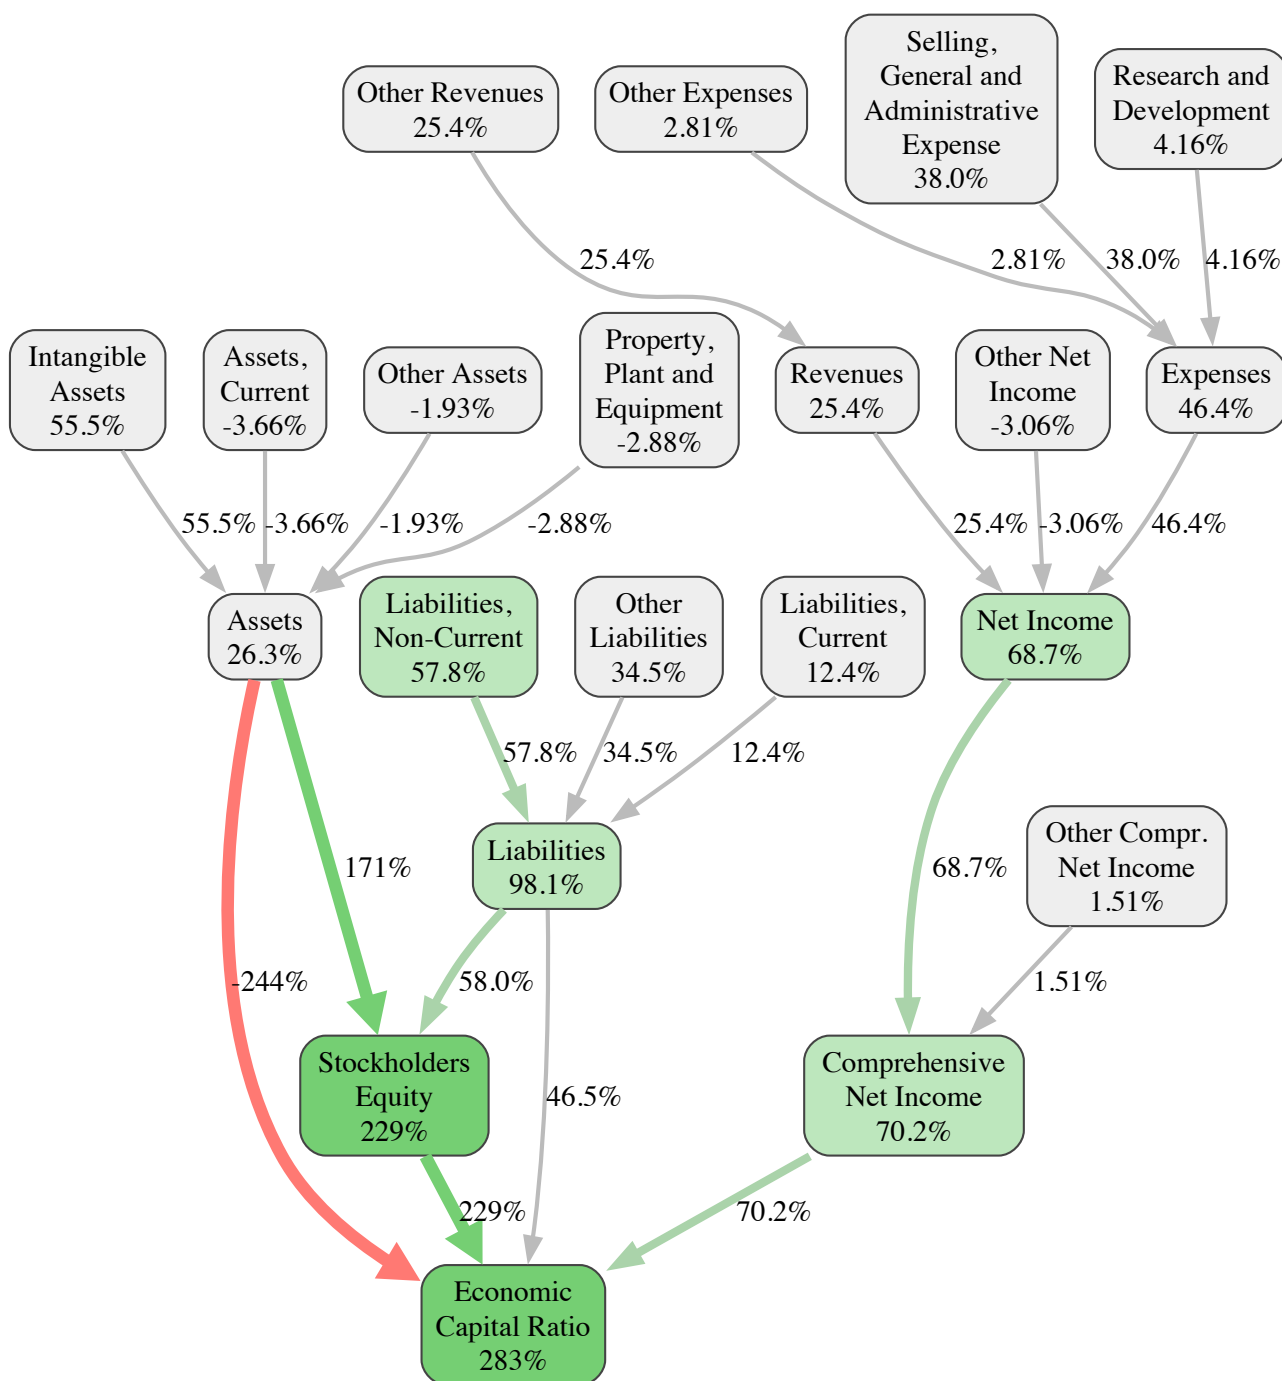 Other Revenues
25.4%
Other Expenses
2.81%
Selling,
General and
Administrative
Expense
38.0%
Research and
Development
4.16%
25.4%
2.81%
38.0%
4.16%
Intangible
Assets
55.5%
Assets,
Current
-3.66%
Other Assets
-1.93%
Property,
Plant and
Equipment
-2.88%
Revenues
25.4%
Other Net
Income
-3.06%
Expenses
46.4%
55.5%
-3.66%
-1.93%
-2.88%
25.4%
-3.06%
46.4%
Assets
26.3%
Liabilities,
Non-Current
57.8%
Other
Liabilities
34.5%
Liabilities,
Current
12.4%
Net Income
68.7%
57.8%
34.5%
12.4%
171%
Liabilities
98.1%
68.7%
Other Compr.
Net Income
1.51%
-244%
58.0%
1.51%
Stockholders
Equity
229%
46.5%
Comprehensive
Net Income
70.2%
229%
70.2%
Economic
Capital Ratio
283%